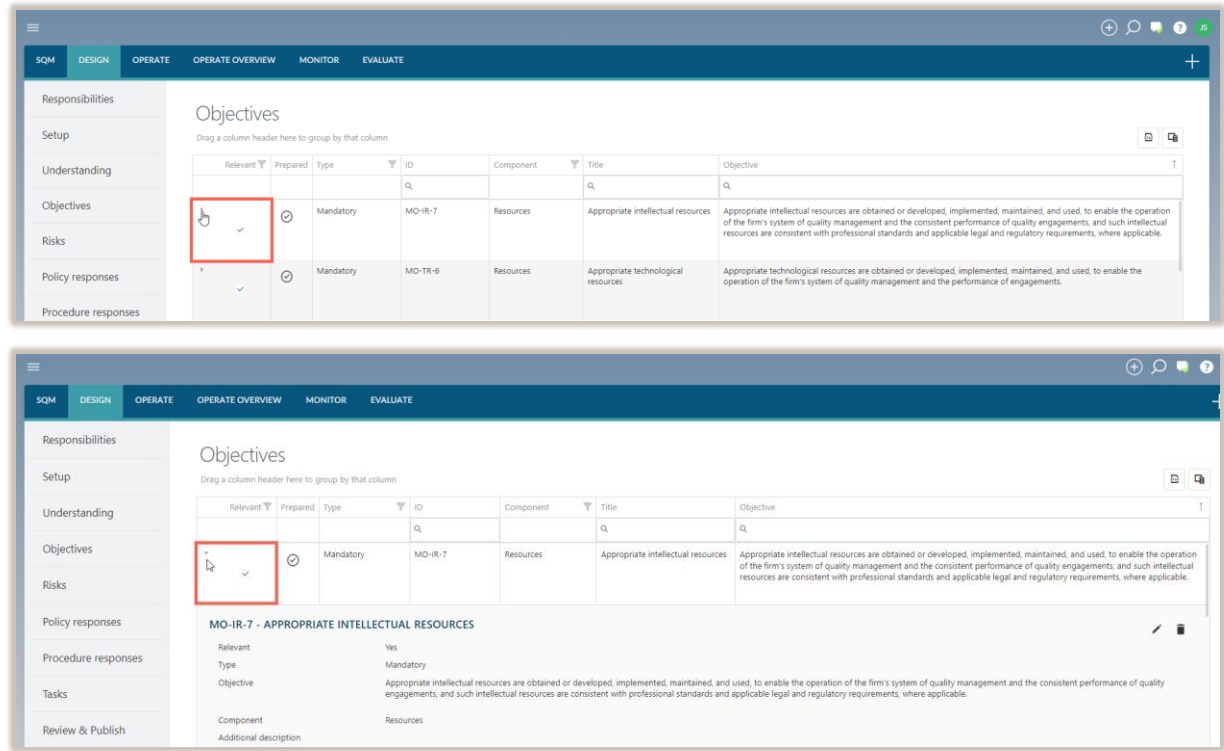 JS
SQM DESIGN OPERATE OPERATE OVERVIEW MONITOR EVALUATE
Responsibilities
Setup
Understanding
Objectives
Risks
Policy responses
Procedure responses
Objectives
Drag a column header here to group by that column
Relevant Prepared Type ID Component Title Objective
Mandatory MO-IR-7 Resources Appropriate intellectual resources Appropriate intellectual resources are obtained or developed, implemented, maintained, and used, to enable the operation
of the firm's system of quality management and the consistent performance of quality engagements, and such intellectual
resources are consistent with professional standards and applicable legal and regulatory requirements, where applicable.
Mandatory MO-TR-6 Resources Appropriate technological Appropriate technological resources are obtained or developed, implemented, maintained, and used, to enable the
resources operation of the firm's system of quality management and the performance of engagements.
SQM DESIGN OPERATE OPERATE OVERVIEW MONITOR EVALUATE
Responsibilities
Setup
Understanding
Objectives
Risks
Policy responses
Procedure responses
Tasks
Review & Publish
Objectives
Drag a column header here to group by that column
Relevant Prepared Type ID Component Title Objective
Mandatory MO-IR-7 Resources Appropriate intellectual resources Appropriate intellectual resources are obtained or developed, implemented, maintained, and used, to enable the operation
of the firm's system of quality management and the consistent performance of quality engagements, and such intellectual
resources are consistent with professional standards and applicable legal and regulatory requirements, where applicable.
MO-IR-7 - APPROPRIATE INTELLECTUAL RESOURCES
Relevant Yes
Type Mandatory
Objective Appropriate intellectual resources are obtained or developed, implemented, maintained, and used, to enable the operation of the firm's system of quality management and the consistent performance of quality
engagements, and such intellectual resources are consistent with professional standards and applicable legal and regulatory requirements, where applicable.
Component Resources
Additional description